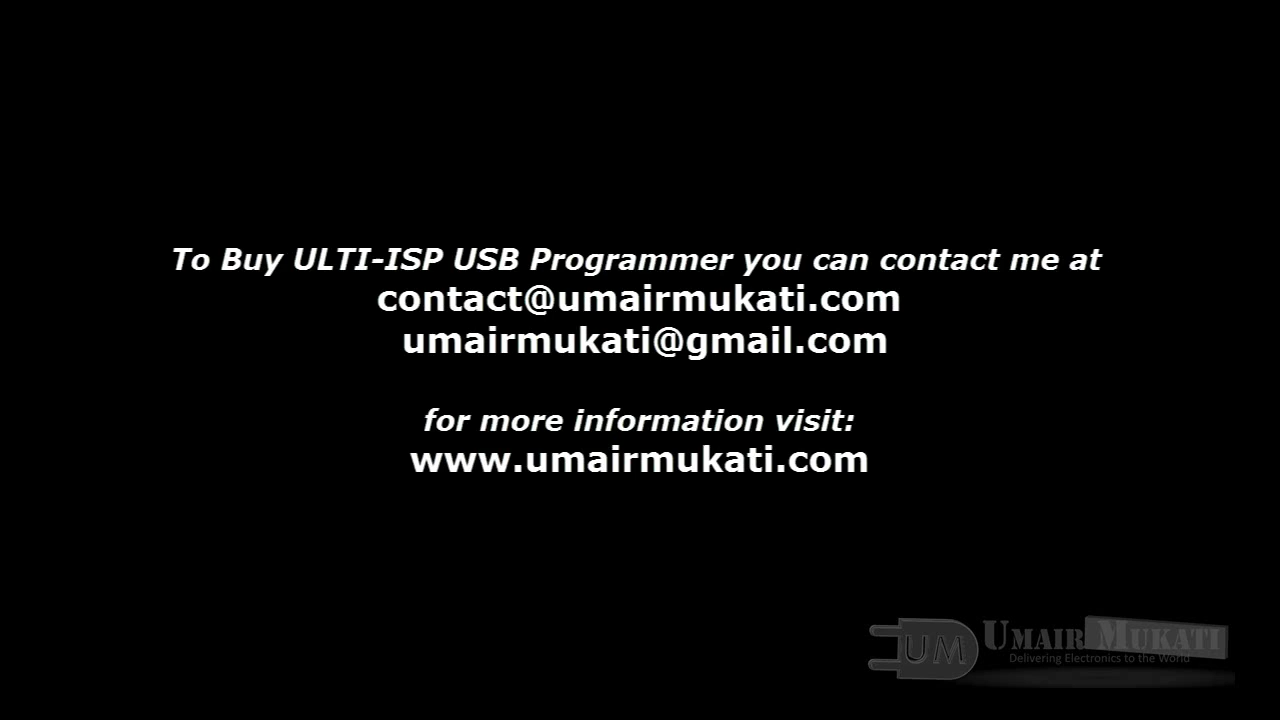 To Buy ULTI-ISP USB Programmer you can contact me at
contact@umairmukati.com
umairmukati@gmail.com
for more information visit:
www.umairmukati.com
UM
UMAIR MUKATI
Delivering Electronics to the World